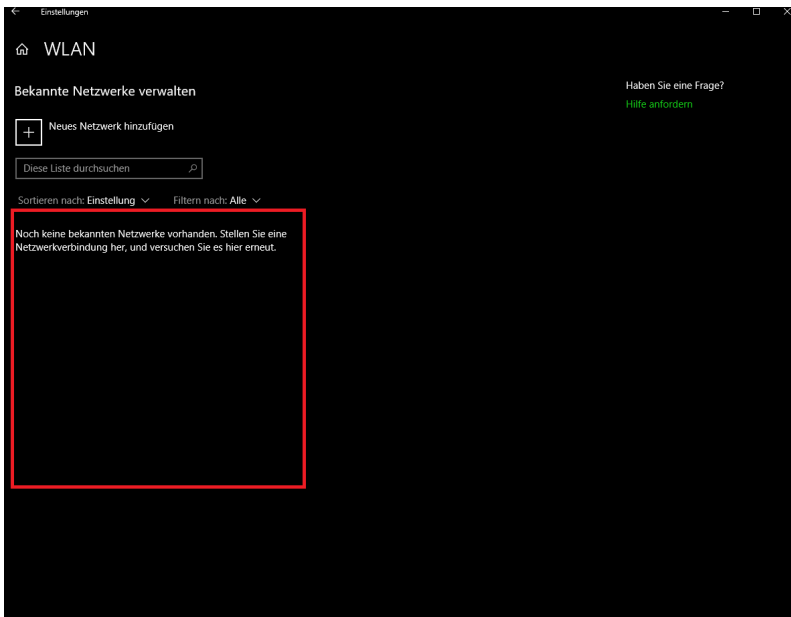 Einstellungen
WLAN
Bekannte Netzwerke verwalten
Haben Sie eine Frage?
Hilfe anfordern
Neues Netzwerk hinzufügen
Diese Liste durchsuchen
Sortieren nach: Einstellung
Filtern nach: Alle
Noch keine bekannten Netzwerke vorhanden. Stellen Sie eine
Netzwerkverbindung her, und versuchen Sie es hier erneut.